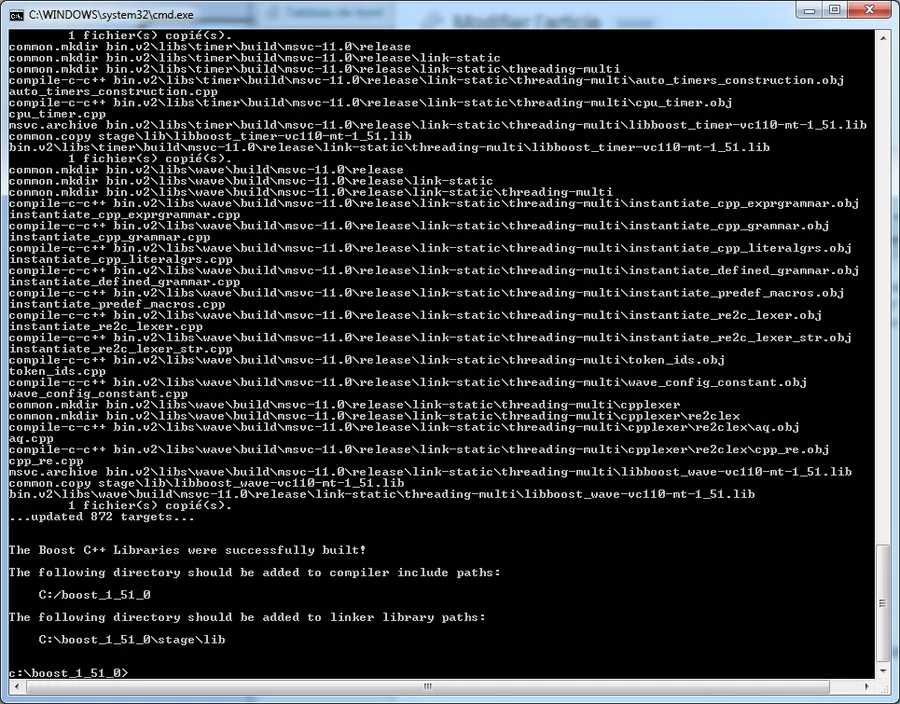 Tableau de bord
Modifier l'article
C:\WINDOWS\system32\cmd.exe
1 fichier(s) copié(s).
common.mkdir bin.v2\libs\timer\build\msvc-11.0\release
common.mkdir bin.v2\libs\timer\build\msvc-11.0\release\link-static
common.mkdir bin.v2\libs\timer\build\msvc-11.0\release\link-static\threading-multi
compile-c-c++ bin.v2\libs\timer\build\msvc-11.0\release\link-static\threading-multi\auto_timers_construction.obj
auto_timers_construction.cpp
compile-c-c++ bin.v2\libs\timer\build\msvc-11.0\release\link-static\threading-multi\cpu_timer.obj
cpu_timer.cpp
msvc.archive bin.v2\libs\timer\build\msvc-11.0\release\link-static\threading-multi\libboost_timer-vc110-mt-1_51.lib
common.copy stage\lib\libboost_timer-vc110-mt-1_51.lib
bin.v2\libs\timer\build\msvc-11.0\release\link-static\threading-multi\libboost_timer-vc110-mt-1_51.lib
1 fichier(s) copié(s).
common.mkdir bin.v2\libs\wave\build\msvc-11.0\release
common.mkdir bin.v2\libs\wave\build\msvc-11.0\release\link-static
common.mkdir bin.v2\libs\wave\build\msvc-11.0\release\link-static\threading-multi
compile-c-c++ bin.v2\libs\wave\build\msvc-11.0\release\link-static\threading-multi\instantiate_cpp_exprgrammar.obj
instantiate_cpp_exprgrammar.cpp
compile-c-c++ bin.v2\libs\wave\build\msvc-11.0\release\link-static\threading-multi\instantiate_cpp_grammar.obj
instantiate_cpp_grammar.cpp
compile-c-c++ bin.v2\libs\wave\build\msvc-11.0\release\link-static\threading-multi\instantiate_cpp_literalgrs.obj
instantiate_cpp_literalgrs.cpp
compile-c-c++ bin.v2\libs\wave\build\msvc-11.0\release\link-static\threading-multi\instantiate_defined_grammar.obj
instantiate_defined_grammar.cpp
compile-c-c++ bin.v2\libs\wave\build\msvc-11.0\release\link-static\threading-multi\instantiate_predef_macros.obj
instantiate_predef_macros.cpp
compile-c-c++ bin.v2\libs\wave\build\msvc-11.0\release\link-static\threading-multi\instantiate_re2c_lexer.obj
instantiate_re2c_lexer.cpp
compile-c-c++ bin.v2\libs\wave\build\msvc-11.0\release\link-static\threading-multi\instantiate_re2c_lexer_str.obj
instantiate_re2c_lexer_str.cpp
compile-c-c++ bin.v2\libs\wave\build\msvc-11.0\release\link-static\threading-multi\token_ids.obj
token_ids.cpp
compile-c-c++ bin.v2\libs\wave\build\msvc-11.0\release\link-static\threading-multi\wave_config_constant.obj
wave_config_constant.cpp
common.mkdir bin.v2\libs\wave\build\msvc-11.0\release\link-static\threading-multi\cpplexer
common.mkdir bin.v2\libs\wave\build\msvc-11.0\release\link-static\threading-multi\cpplexer\re2clex
compile-c-c++ bin.v2\libs\wave\build\msvc-11.0\release\link-static\threading-multi\cpplexer\re2clex\aq.obj
aq.cpp
compile-c-c++ bin.v2\libs\wave\build\msvc-11.0\release\link-static\threading-multi\cpplexer\re2clex\cpp_re.obj
cpp_re.cpp
msvc.archive bin.v2\libs\wave\build\msvc-11.0\release\link-static\threading-multi\libboost_wave-vc110-mt-1_51.lib
common.copy stage\lib\libboost_wave-vc110-mt-1_51.lib
bin.v2\libs\wave\build\msvc-11.0\release\link-static\threading-multi\libboost_wave-vc110-mt-1_51.lib
1 fichier(s) copié(s).
...updated 872 targets...
The Boost C++ Libraries were successfully built!
The following directory should be added to compiler include paths:
C:/boost_1_51_0
The following directory should be added to linker library paths:
C:\boost_1_51_0\stage\lib
c:\boost_1_51_0>